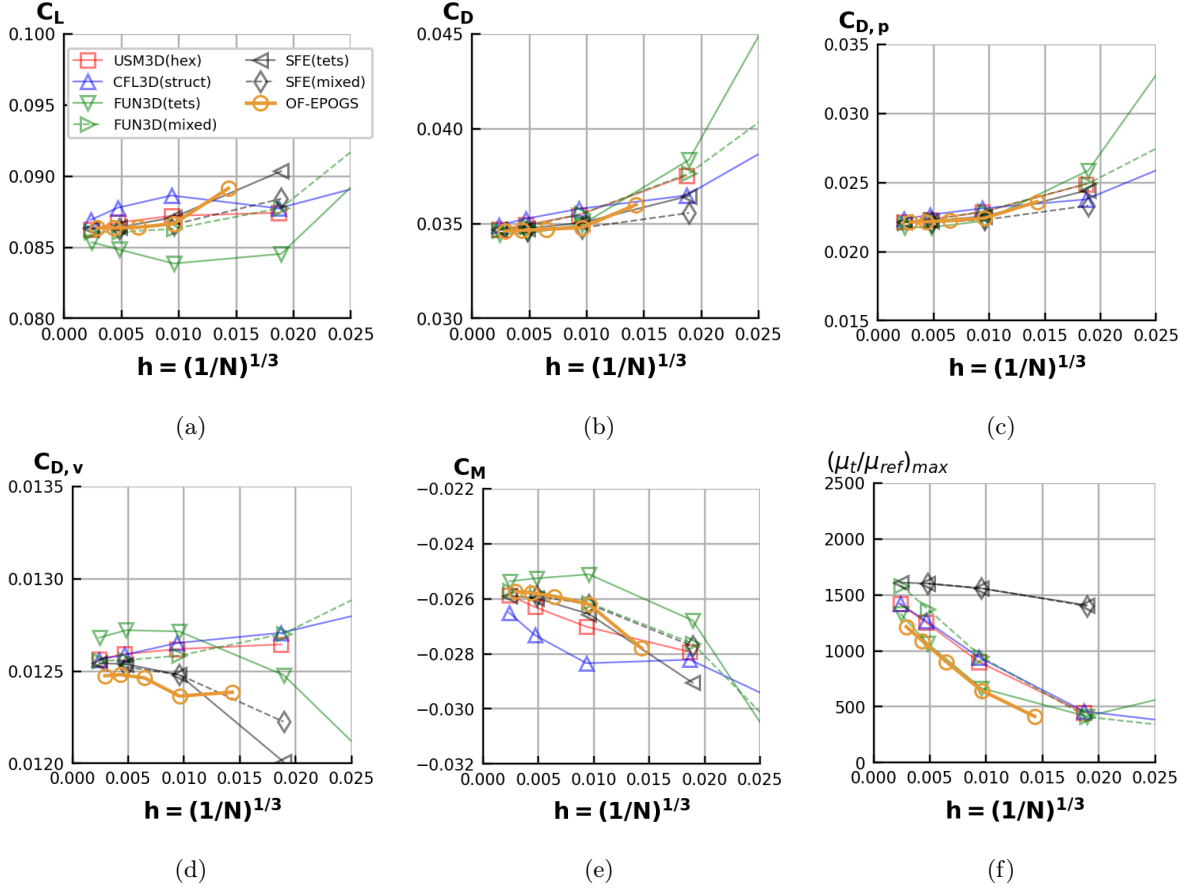 C_L
0.100
0.095
0.090
0.085
0.080
USM3D(hex)
CFL3D(struct)
FUN3D(tets)
FUN3D(mixed)
SFE(tets)
SFE(mixed)
OF-EPOGS
0.000 0.005 0.010 0.015 0.020 0.025
h = (1/N)^{1/3}
(a)
C_D
0.045
0.040
0.035
0.030
0.000 0.005 0.010 0.015 0.020 0.025
h = (1/N)^{1/3}
(b)
C_{D, p}
0.035
0.030
0.025
0.020
0.015
0.000 0.005 0.010 0.015 0.020 0.025
h = (1/N)^{1/3}
(c)
C_{D, v}
0.0135
0.0130
0.0125
0.0120
0.000 0.005 0.010 0.015 0.020 0.025
h = (1/N)^{1/3}
(d)
C_M
−0.022
−0.024
−0.026
−0.028
−0.030
−0.032
0.000 0.005 0.010 0.015 0.020 0.025
h = (1/N)^{1/3}
(e)
(μ_t/μ_{ref})_{max}
2500
2000
1500
1000
500
0
0.000 0.005 0.010 0.015 0.020 0.025
h = (1/N)^{1/3}
(f)